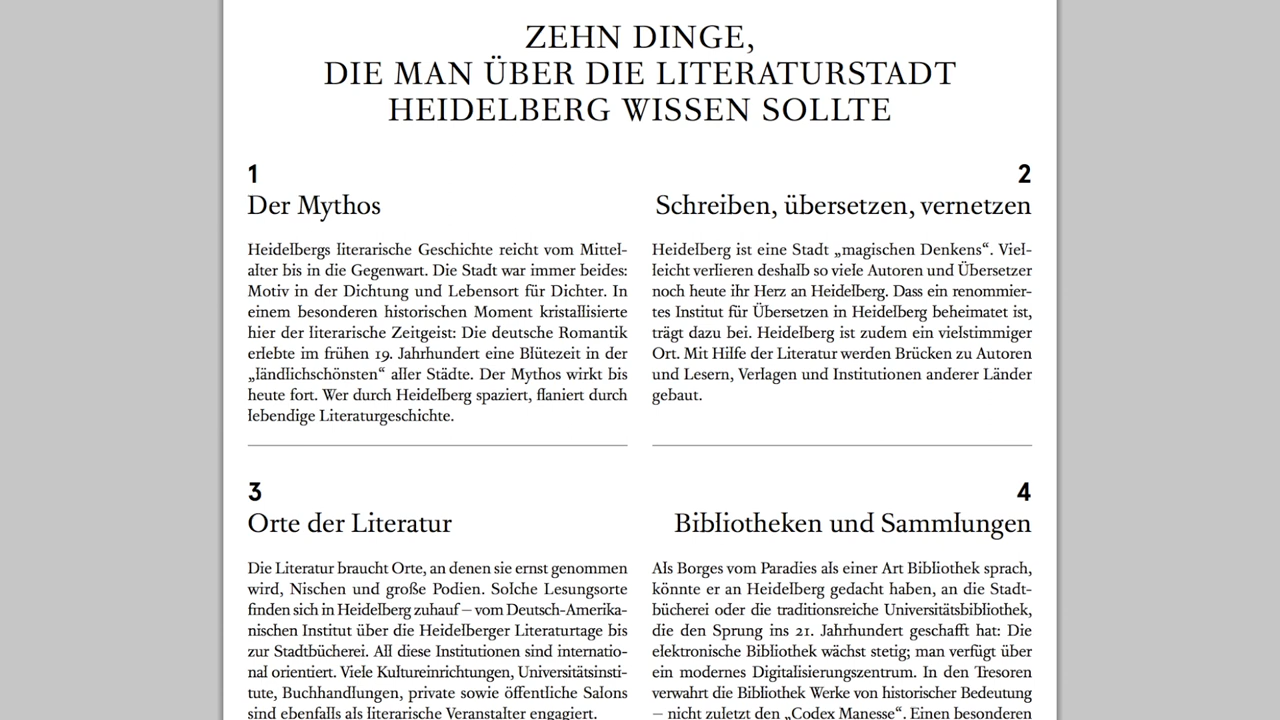 ZEHN DINGE,
DIE MAN ÜBER DIE LITERATURSTADT
HEIDELBERG WISSEN SOLLTE
1
Der Mythos
Heidelbergs literarische Geschichte reicht vom Mittel-
alter bis in die Gegenwart. Die Stadt war immer beides:
Motiv in der Dichtung und Lebensort für Dichter. In
einem besonderen historischen Moment kristallisierte
hier der literarische Zeitgeist: Die deutsche Romantik
erlebte im frühen 19. Jahrhundert eine Blütezeit in der
„ländlichschönsten“ aller Städte. Der Mythos wirkt bis
heute fort. Wer durch Heidelberg spaziert, flaniert durch
lebendige Literaturgeschichte.
2
Schreiben, übersetzen, vernetzen
Heidelberg ist eine Stadt „magischen Denkens“. Viel-
leicht verlieren deshalb so viele Autoren und Übersetzer
noch heute ihr Herz an Heidelberg. Dass ein renommier-
tes Institut für Übersetzen in Heidelberg beheimatet ist,
trägt dazu bei. Heidelberg ist zudem ein vielstimmiger
Ort. Mit Hilfe der Literatur werden Brücken zu Autoren
und Lesern, Verlagen und Institutionen anderer Länder
gebaut.
3
Orte der Literatur
Die Literatur braucht Orte, an denen sie ernst genommen
wird, Nischen und große Podien. Solche Lesungsorte
finden sich in Heidelberg zuhauf – vom Deutsch-Amerika-
nischen Institut über die Heidelberger Literaturtage bis
zur Stadtbücherei. All diese Institutionen sind internatio-
nal orientiert. Viele Kultureinrichtungen, Universitätsinsti-
tute, Buchhandlungen, private sowie öffentliche Salons
sind ebenfalls als literarische Veranstalter engagiert.
4
Bibliotheken und Sammlungen
Als Borges vom Paradies als einer Art Bibliothek sprach,
könnte er an Heidelberg gedacht haben, an die Stadt-
bücherei oder die traditionsreiche Universitätsbibliothek,
die den Sprung ins 21. Jahrhundert geschafft hat: Die
elektronische Bibliothek wächst stetig; man verfügt über
ein modernes Digitalisierungszentrum. In den Tresoren
verwahrt die Bibliothek Werke von historischer Bedeutung
– nicht zuletzt den „Codex Manesse“. Einen besonderen